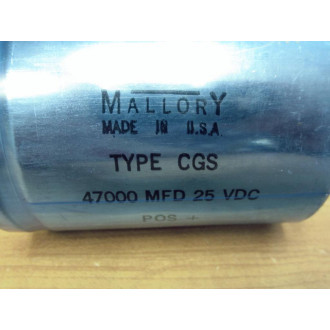 MALLORY
MADE IN U.S.A.
TYPE CGS
47000 MFD 25 VDC
POS +